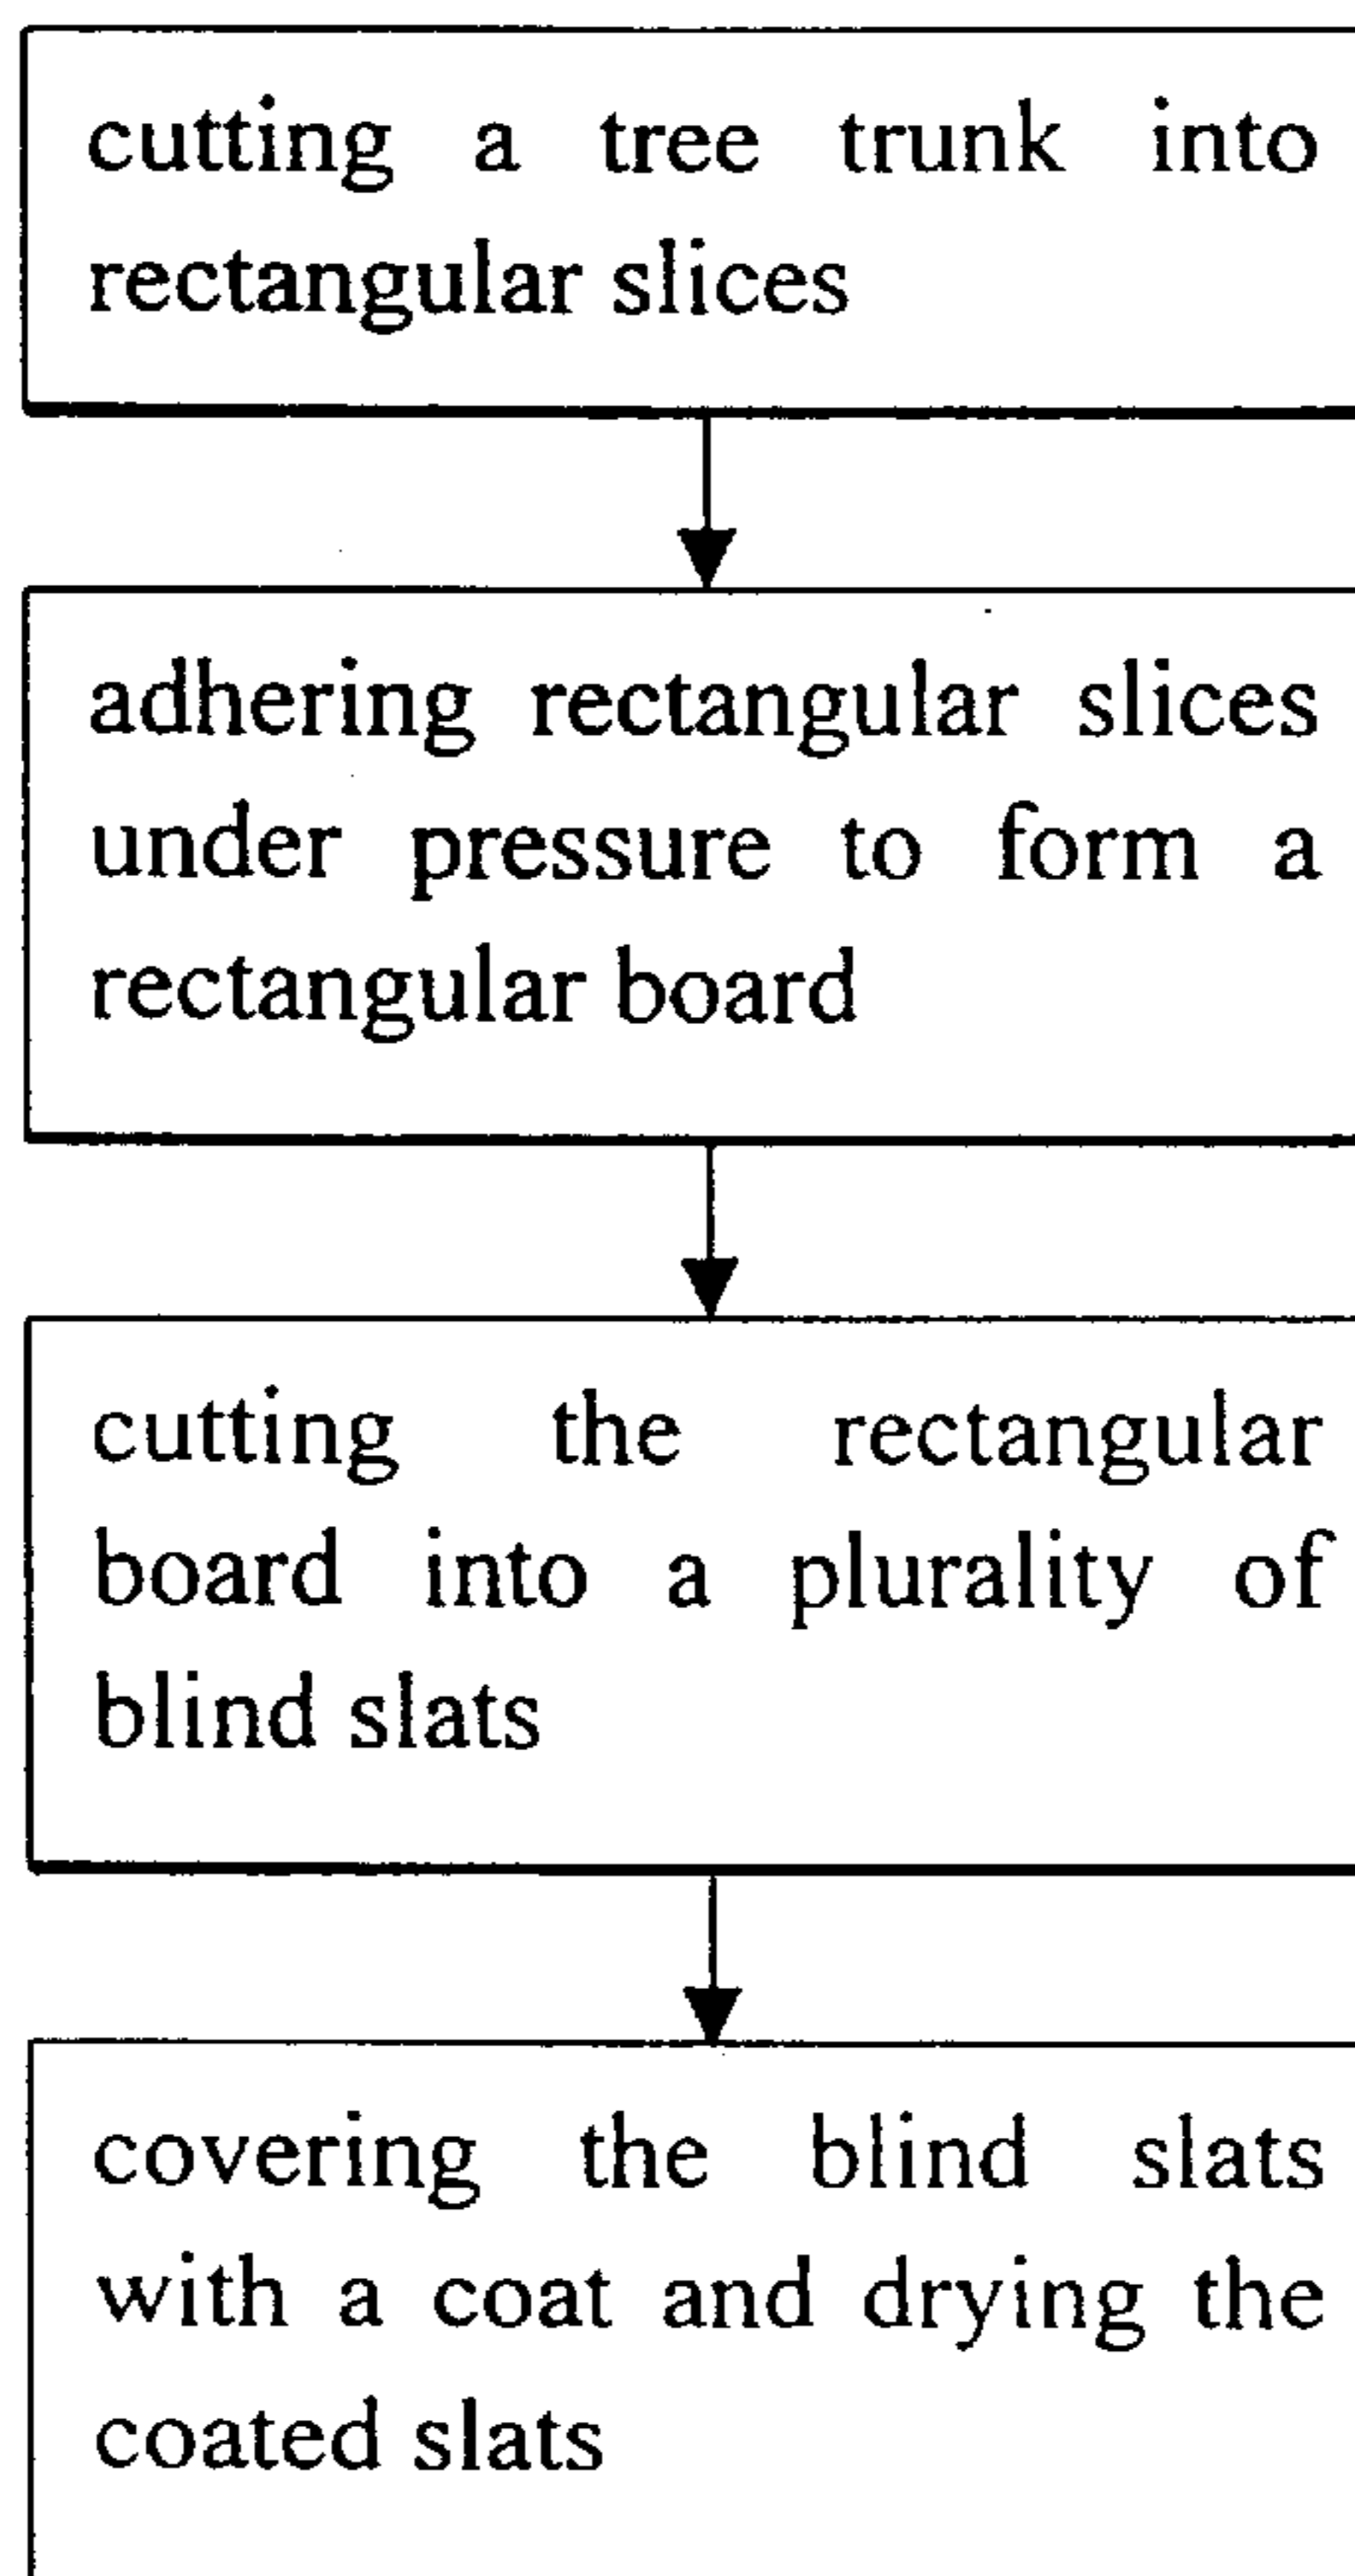 cutting a tree trunk into
rectangular slices
adhering rectangular slices
under pressure to form a
rectangular board
cutting the rectangular
board into a plurality of
blind slats
covering the blind slats
with a coat and drying the
coated slats